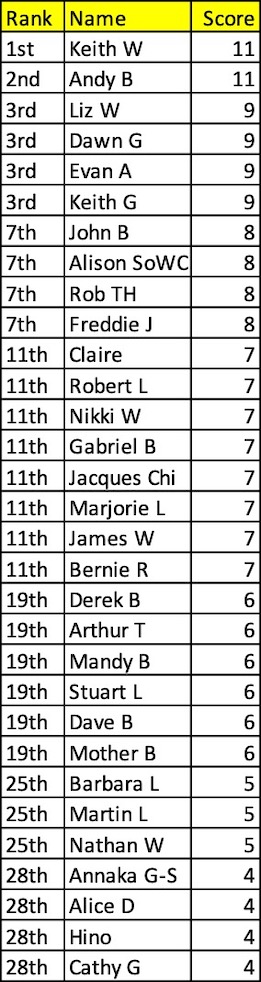 Rank Name Score
1st Keith W 11
2nd Andy B 11
3rd Liz W 9
3rd Dawn G 9
3rd Evan A 9
3rd Keith G 9
7th John B 8
7th Alison SoWC 8
7th Rob TH 8
7th Freddie J 8
11th Claire 7
11th Robert L 7
11th Nikki W 7
11th Gabriel B 7
11th Jacques Chi 7
11th Marjorie L 7
11th James W 7
11th Bernie R 7
19th Derek B 6
19th Arthur T 6
19th Mandy B 6
19th Stuart L 6
19th Dave B 6
19th Mother B 6
25th Barbara L 5
25th Martin L 5
25th Nathan W 5
28th Annaka G-S 4
28th Alice D 4
28th Hino 4
28th Cathy G 4